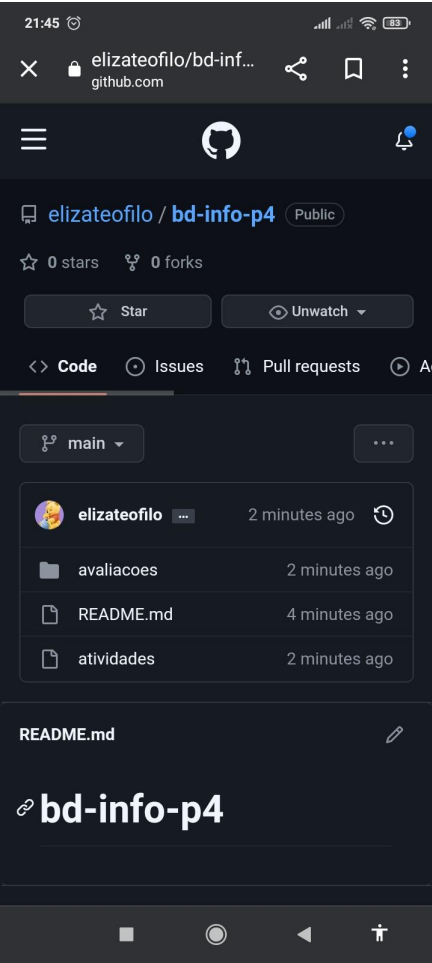 21:45
83
elizateofilo/bd-inf...
github.com
elizateofilo / bd-info-p4 Public
0 stars 0 forks
Star Unwatch
Code Issues Pull requests A
main
elizateofilo 2 minutes ago
avaliacoes 2 minutes ago
README.md 4 minutes ago
atividades 2 minutes ago
README.md
bd-info-p4